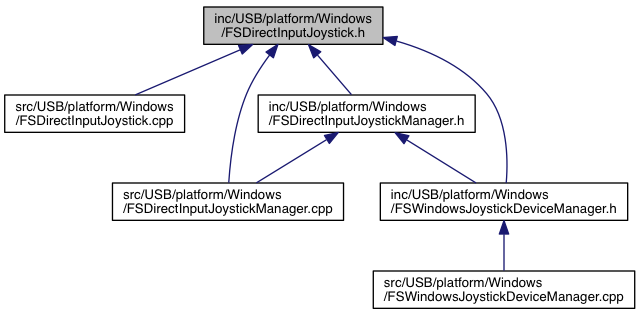 inc/USB/platform/Windows
/FSDirectInputJoystick.h
src/USB/platform/Windows
/FSDirectInputJoystick.cpp
inc/USB/platform/Windows
/FSDirectInputJoystickManager.h
src/USB/platform/Windows
/FSDirectInputJoystickManager.cpp
inc/USB/platform/Windows
/FSWindowsJoystickDeviceManager.h
src/USB/platform/Windows
/FSWindowsJoystickDeviceManager.cpp